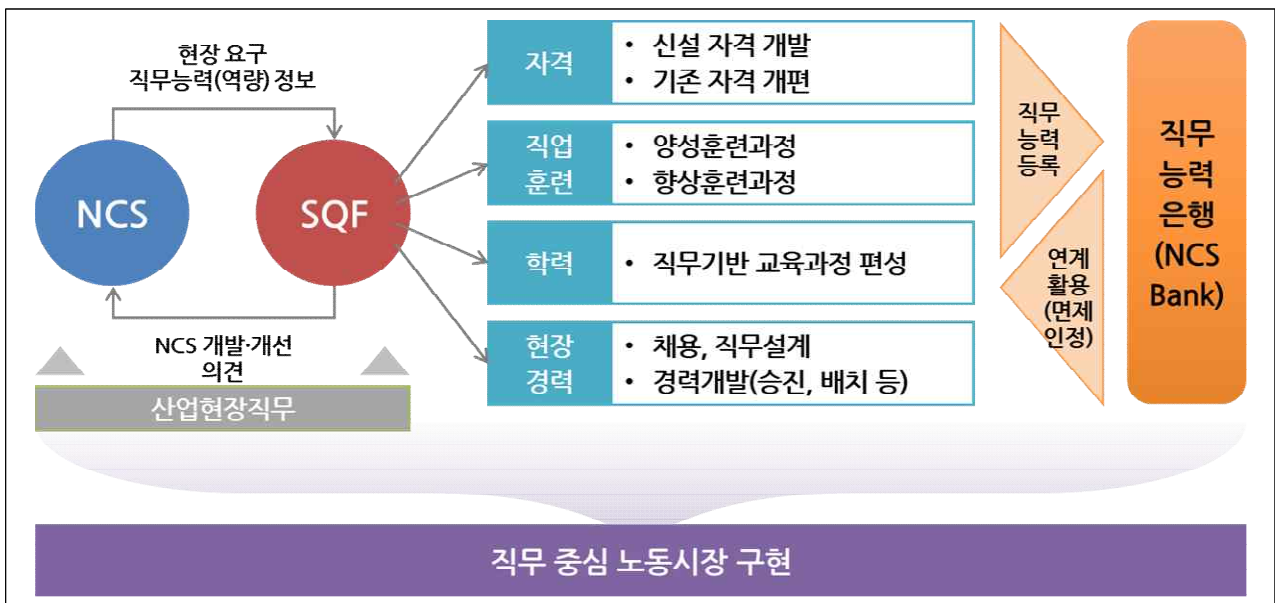 현장 요구
직무능력(역량) 정보
NCS
SQF
NCS 개발·개선
의견
산업현장직무
자격
• 신설 자격 개발
• 기존 자격 개편
직업
훈련
• 양성훈련과정
• 향상훈련과정
학력
• 직무기반 교육과정 편성
현장
경력
• 채용, 직무설계
• 경력개발(승진, 배치 등)
직무
능력
등록
연계
활용
(면제
인정)
직무
능력
은행
(NCS
Bank)
직무 중심 노동시장 구현